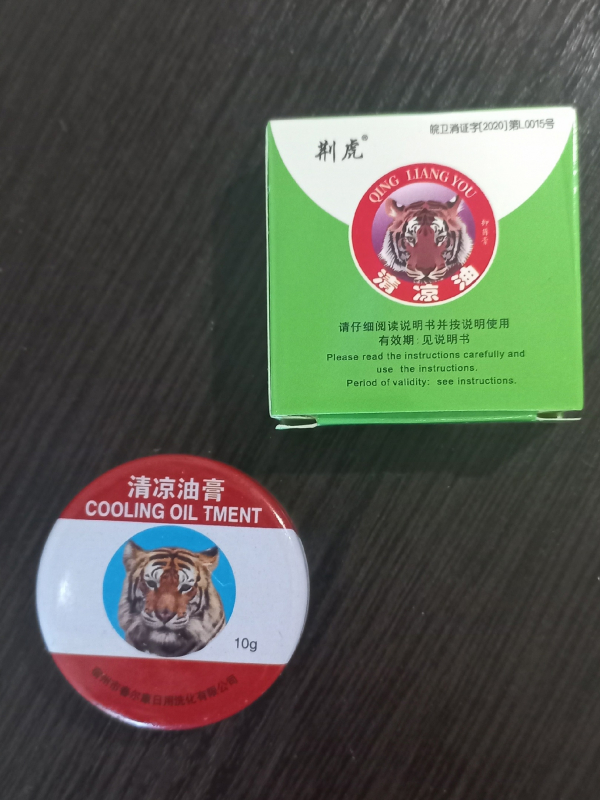 皖卫消证字[2020]第L0015号
荆虎®
QING LIANG YOU
抑菌膏
清凉油
请仔细阅读说明书并按说明使用
有效期:见说明书
Please read the instructions carefully and
use the instructions.
Period of validity: see instructions.
清凉油膏
COOLING OIL TMENT
10g